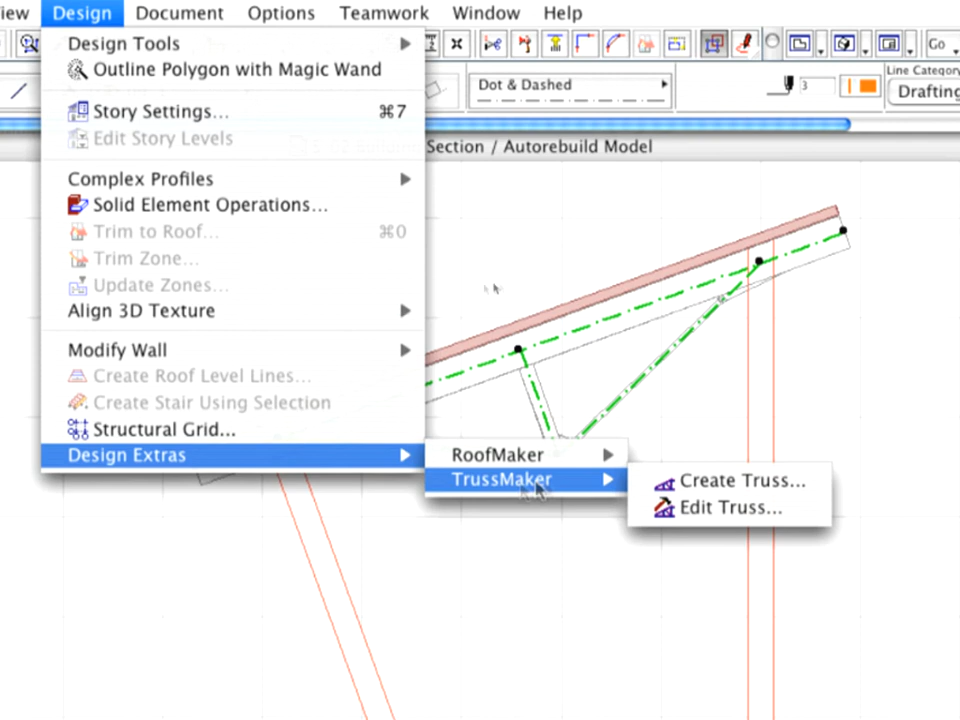 iew Design Document Options Teamwork Window Help
Design Tools
Outline Polygon with Magic Wand
Story Settings... ⌘7
Edit Story Levels
Complex Profiles
Solid Element Operations...
Trim to Roof... ⌘0
Trim Zone...
Update Zones...
Align 3D Texture
Modify Wall
Create Roof Level Lines...
Create Stair Using Selection
Structural Grid...
Design Extras
RoofMaker
TrussMaker
Create Truss...
Edit Truss...
Go
Dot & Dashed
3
Line Category
Drafting
Section / Autorebuild Model